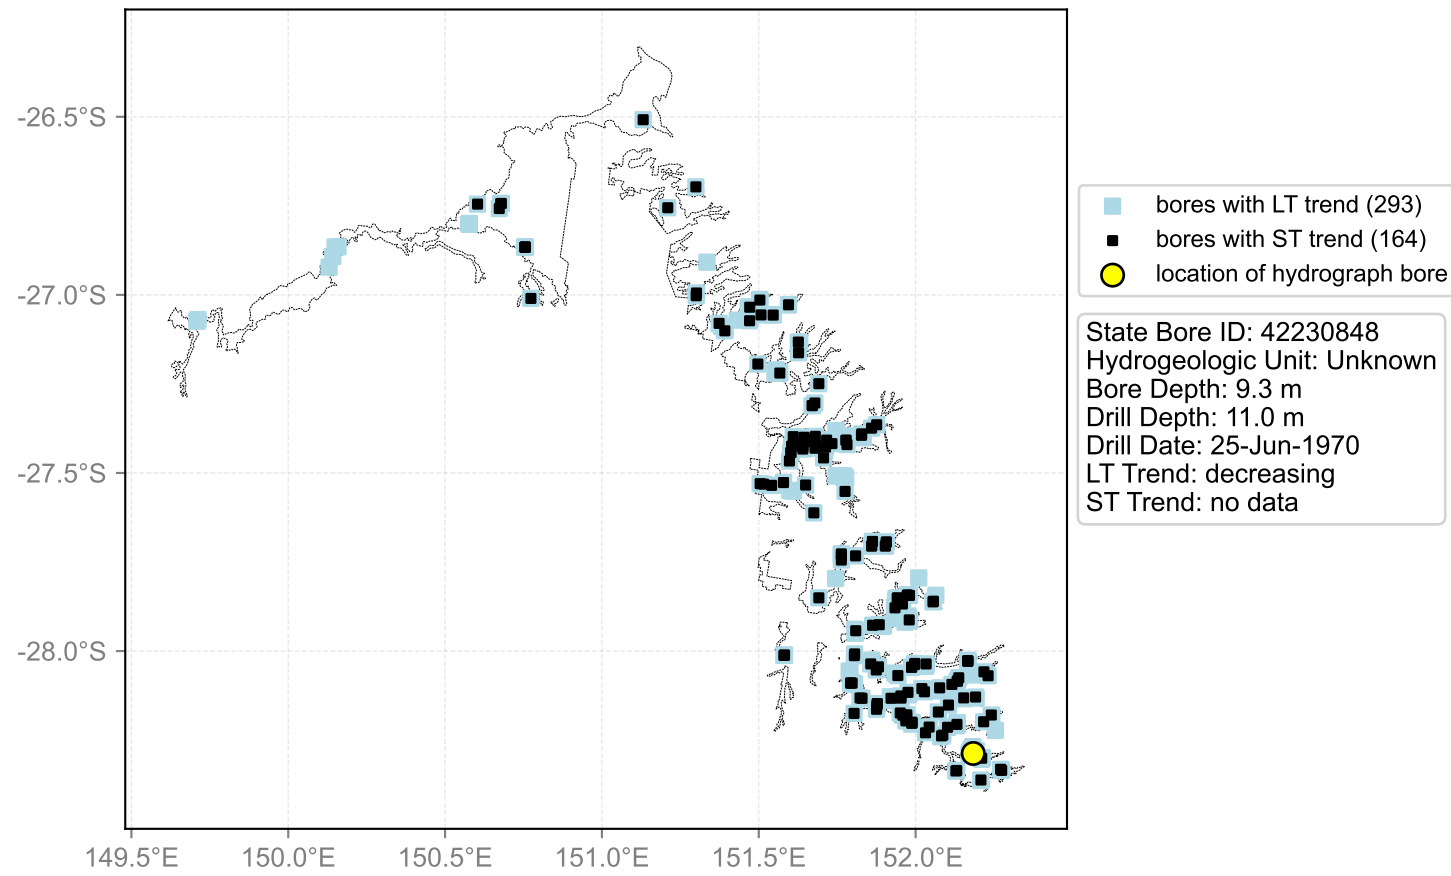 -26.5°S
-27.0°S
-27.5°S
-28.0°S
149.5°E
150.0°E
150.5°E
151.0°E
151.5°E
152.0°E
bores with LT trend (293)
bores with ST trend (164)
location of hydrograph bore
State Bore ID: 42230848
Hydrogeologic Unit: Unknown
Bore Depth: 9.3 m
Drill Depth: 11.0 m
Drill Date: 25-Jun-1970
LT Trend: decreasing
ST Trend: no data